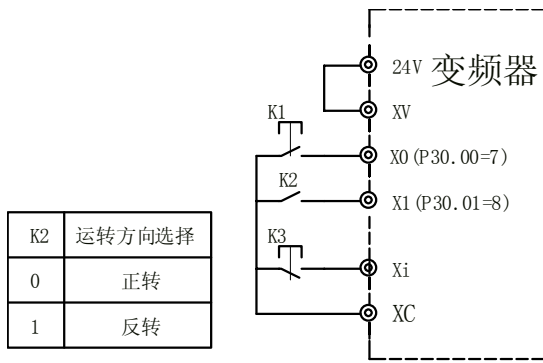 24V 变频器
XV
K1
X0(P30.00=7)
K2
X1(P30.01=8)
K3
Xi
XC
K2 运转方向选择
0 正转
1 反转